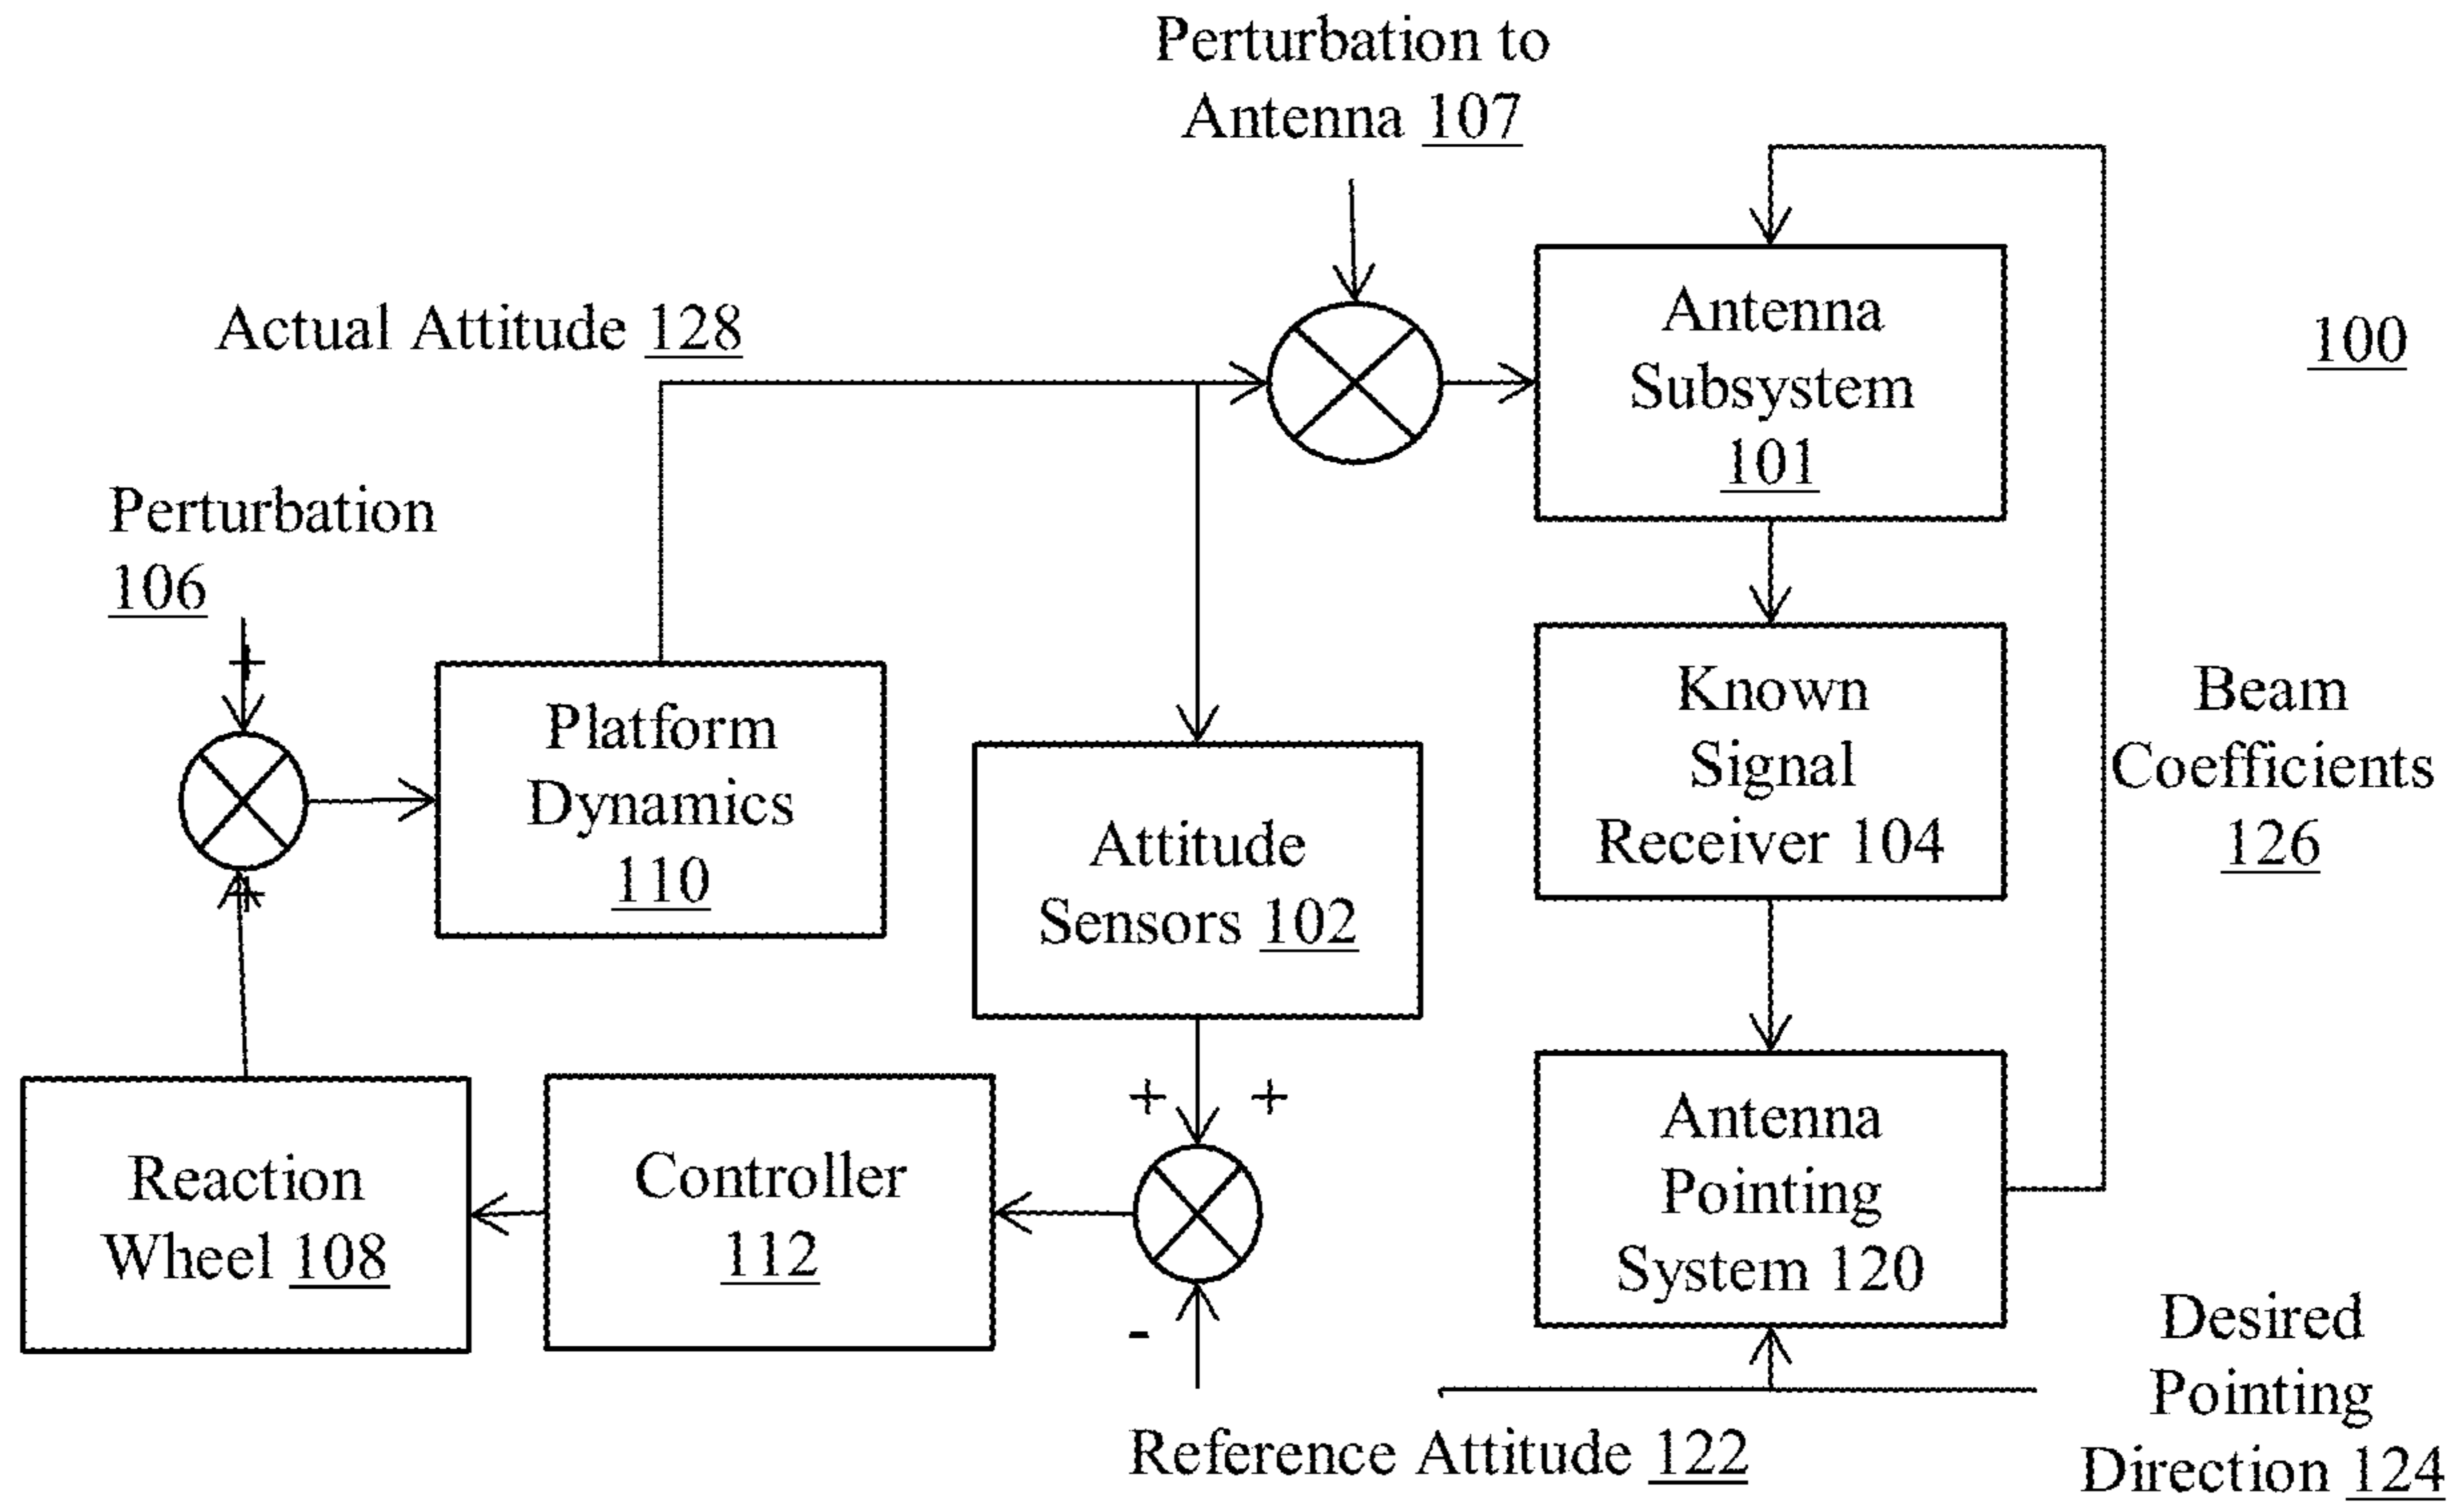 Perturbation to
Antenna 107
Actual Attitude 128
Antenna
Subsystem
101
100
Perturbation
106
+
+
Platform
Dynamics
110
Known
Signal
Receiver 104
Beam
Coefficients
126
Attitude
Sensors 102
+ +
-
Reaction
Wheel 108
Controller
112
Antenna
Pointing
System 120
Reference Attitude 122
Desired
Pointing
Direction 124